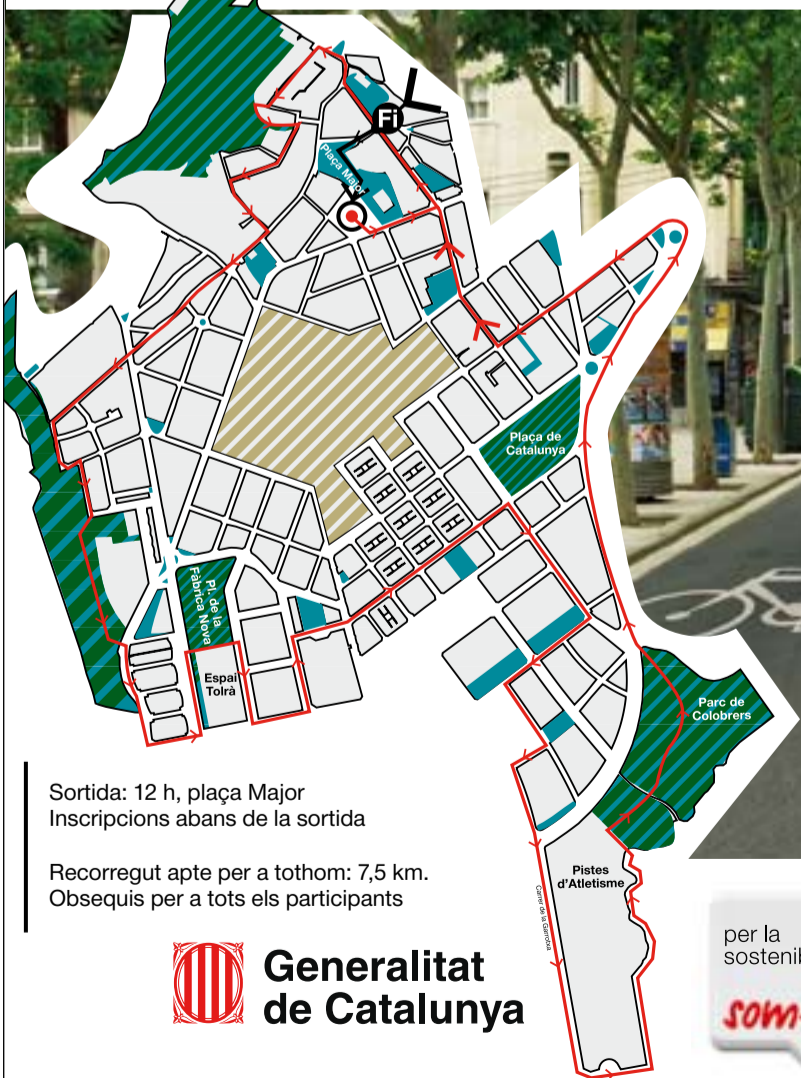 Fi
Plaça Major
Plaça de
Catalunya
Pl. de la
Fàbrica Nova
Espai
Tolrà
Parc de
Colobrers
Sortida: 12 h, plaça Major
Inscripcions abans de la sortida
Recorregut apte per a tothom: 7,5 km.
Obsequis per a tots els participants
Pistes
d'Atletisme
Carrer de la Garrotxa
Generalitat
de Catalunya
per la